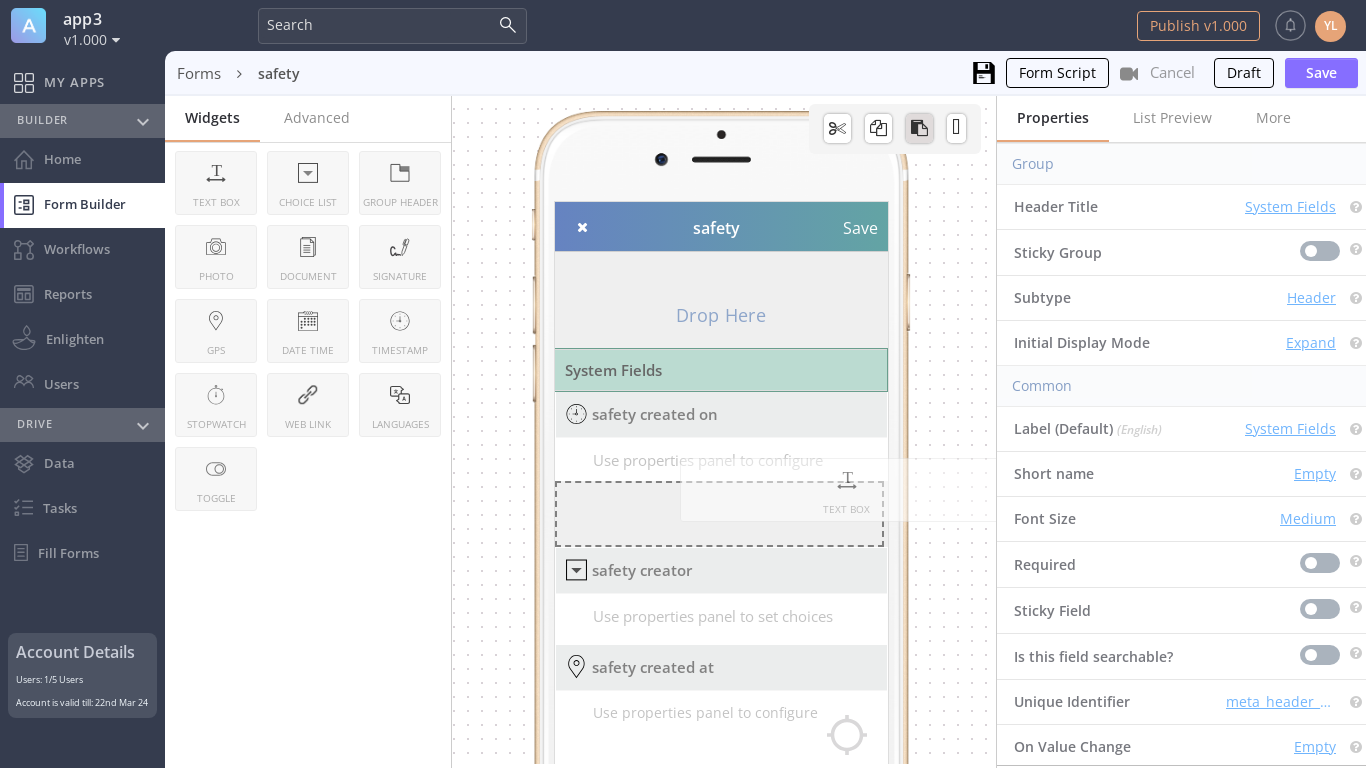 A
app3
v1.000
Search
Publish v1.000
YL
MY APPS
BUILDER
Home
Form Builder
Workflows
Reports
Enlighten
Users
DRIVE
Data
Tasks
Fill Forms
Account Details
Users: 1/5 Users
Account is valid till: 22nd Mar 24
Forms > safety
Form Script
Cancel
Draft
Save
Widgets
Advanced
TEXT BOX
CHOICE LIST
GROUP HEADER
PHOTO
DOCUMENT
SIGNATURE
GPS
DATE TIME
TIMESTAMP
STOPWATCH
WEB LINK
LANGUAGES
TOGGLE
safety
Save
Drop Here
System Fields
safety created on
Use properties panel to configure
TEXT BOX
safety creator
Use properties panel to set choices
safety created at
Use properties panel to configure
Properties
List Preview
More
Group
Header Title System Fields ?
Sticky Group ?
Subtype Header ?
Initial Display Mode Expand ?
Common
Label (Default) (English) System Fields ?
Short name Empty ?
Font Size Medium ?
Required ?
Sticky Field ?
Is this field searchable? ?
Unique Identifier meta_header_... ?
On Value Change Empty ?